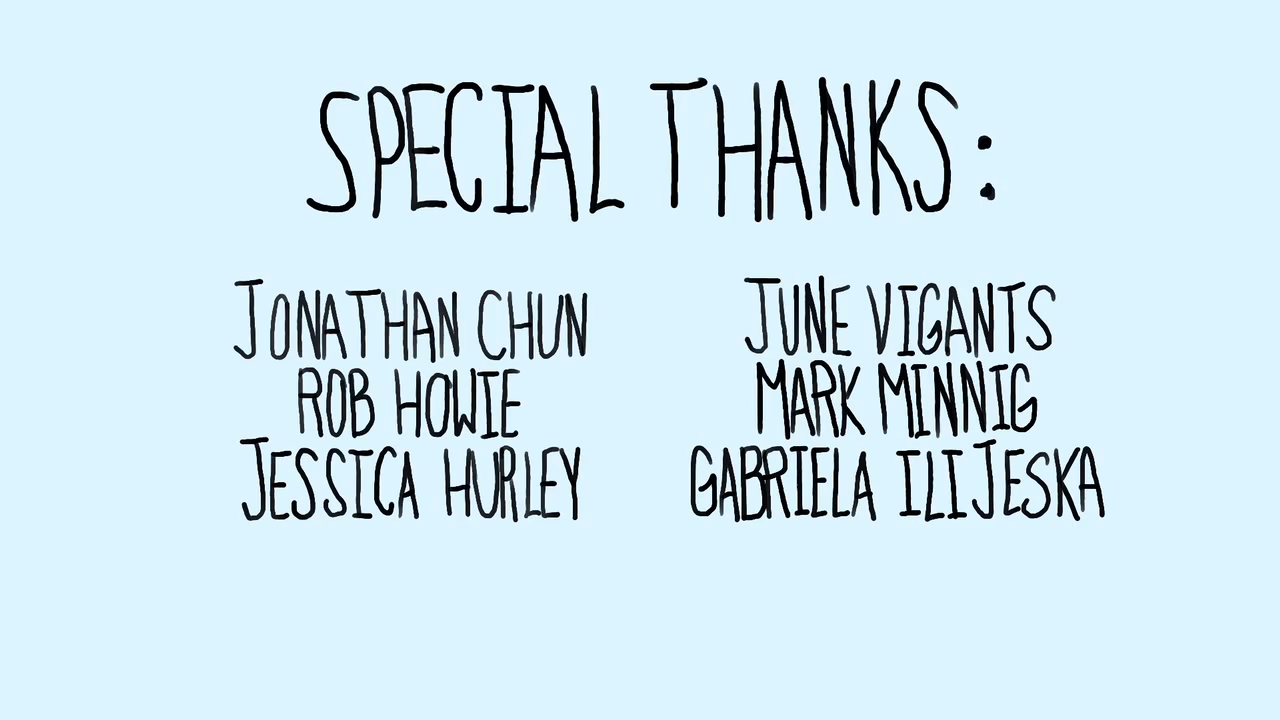 SPECIAL THANKS:
JONATHAN CHUN
ROB HOWIE
JESSICA HURLEY
JUNE VIGANTS
MARK MINNIG
GABRIELA ILIJESKA